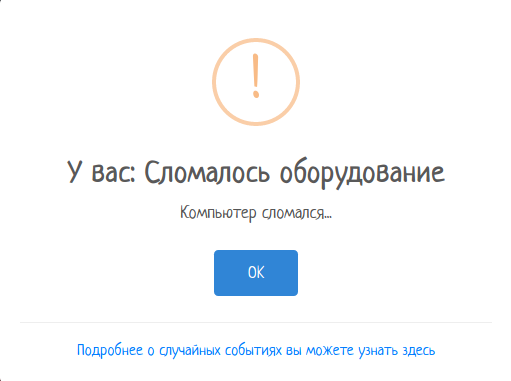 !
У вас: Сломалось оборудование
Компьютер сломался...
OK
Подробнее о случайных событиях вы можете узнать здесь